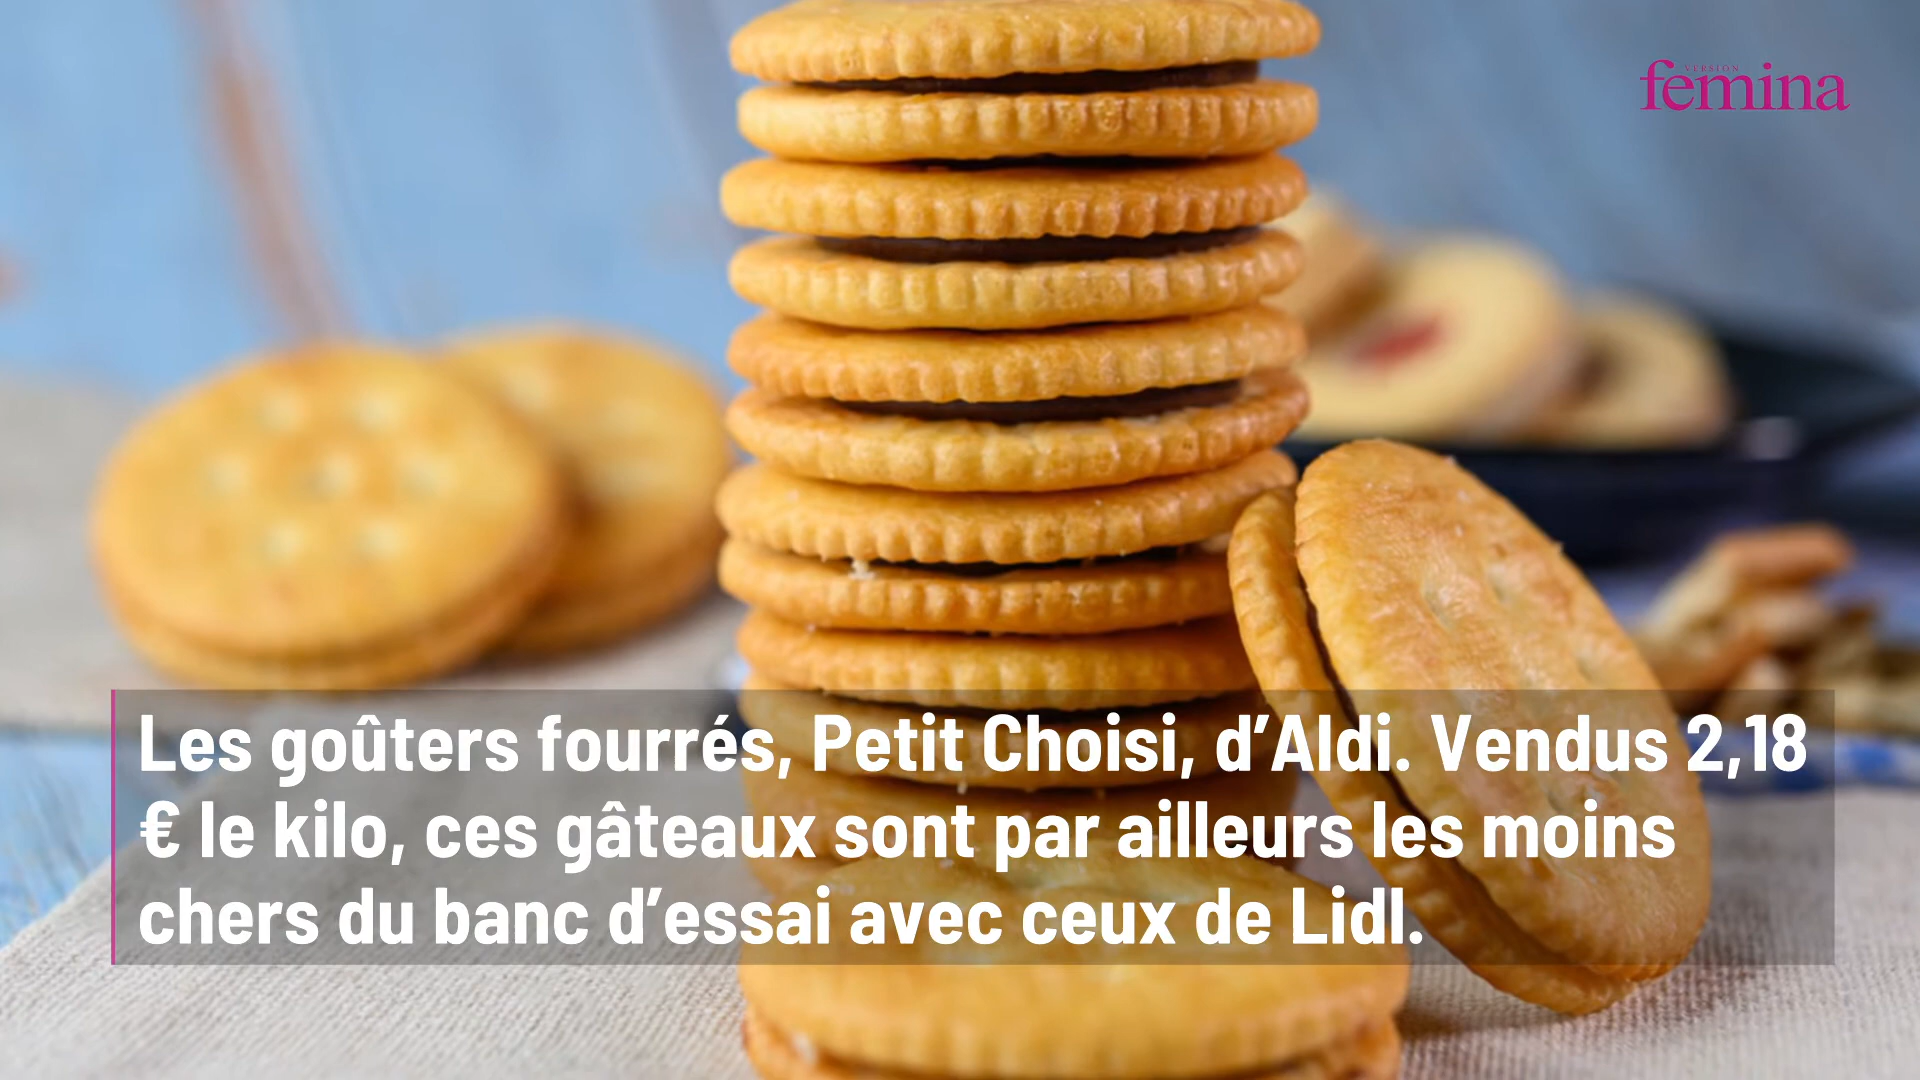 VERSION
femina
Les goûters fourrés, Petit Choisi, d’Aldi. Vendus 2,18
€ le kilo, ces gâteaux sont par ailleurs les moins
chers du banc d’essai avec ceux de Lidl.